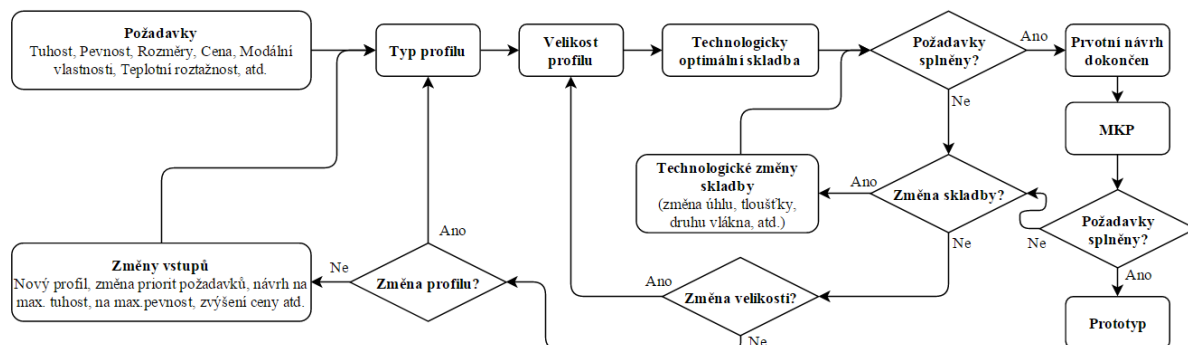 Požadavky
Tuhost, Pevnost, Rozměry, Cena, Modální
vlastnosti, Teplotní roztažnost, atd.
Typ profilu
Velikost
profilu
Technologicky
optimální skladba
Požadavky
splněny?
Ano
Prvotní návrh
dokončen
Ne
MKP
Technologické změny
skladby
(změna úhlu, tloušťky,
druhu vlákna, atd.)
Ano
Změna skladby?
Ne
Požadavky
splněny?
Ne
Ano
Prototyp
Změna velikosti?
Ano
Ne
Změna profilu?
Ano
Ne
Změny vstupů
Nový profil, změna priorit požadavků, návrh na
max. tuhost, na max.pevnost, zvýšení ceny atd.